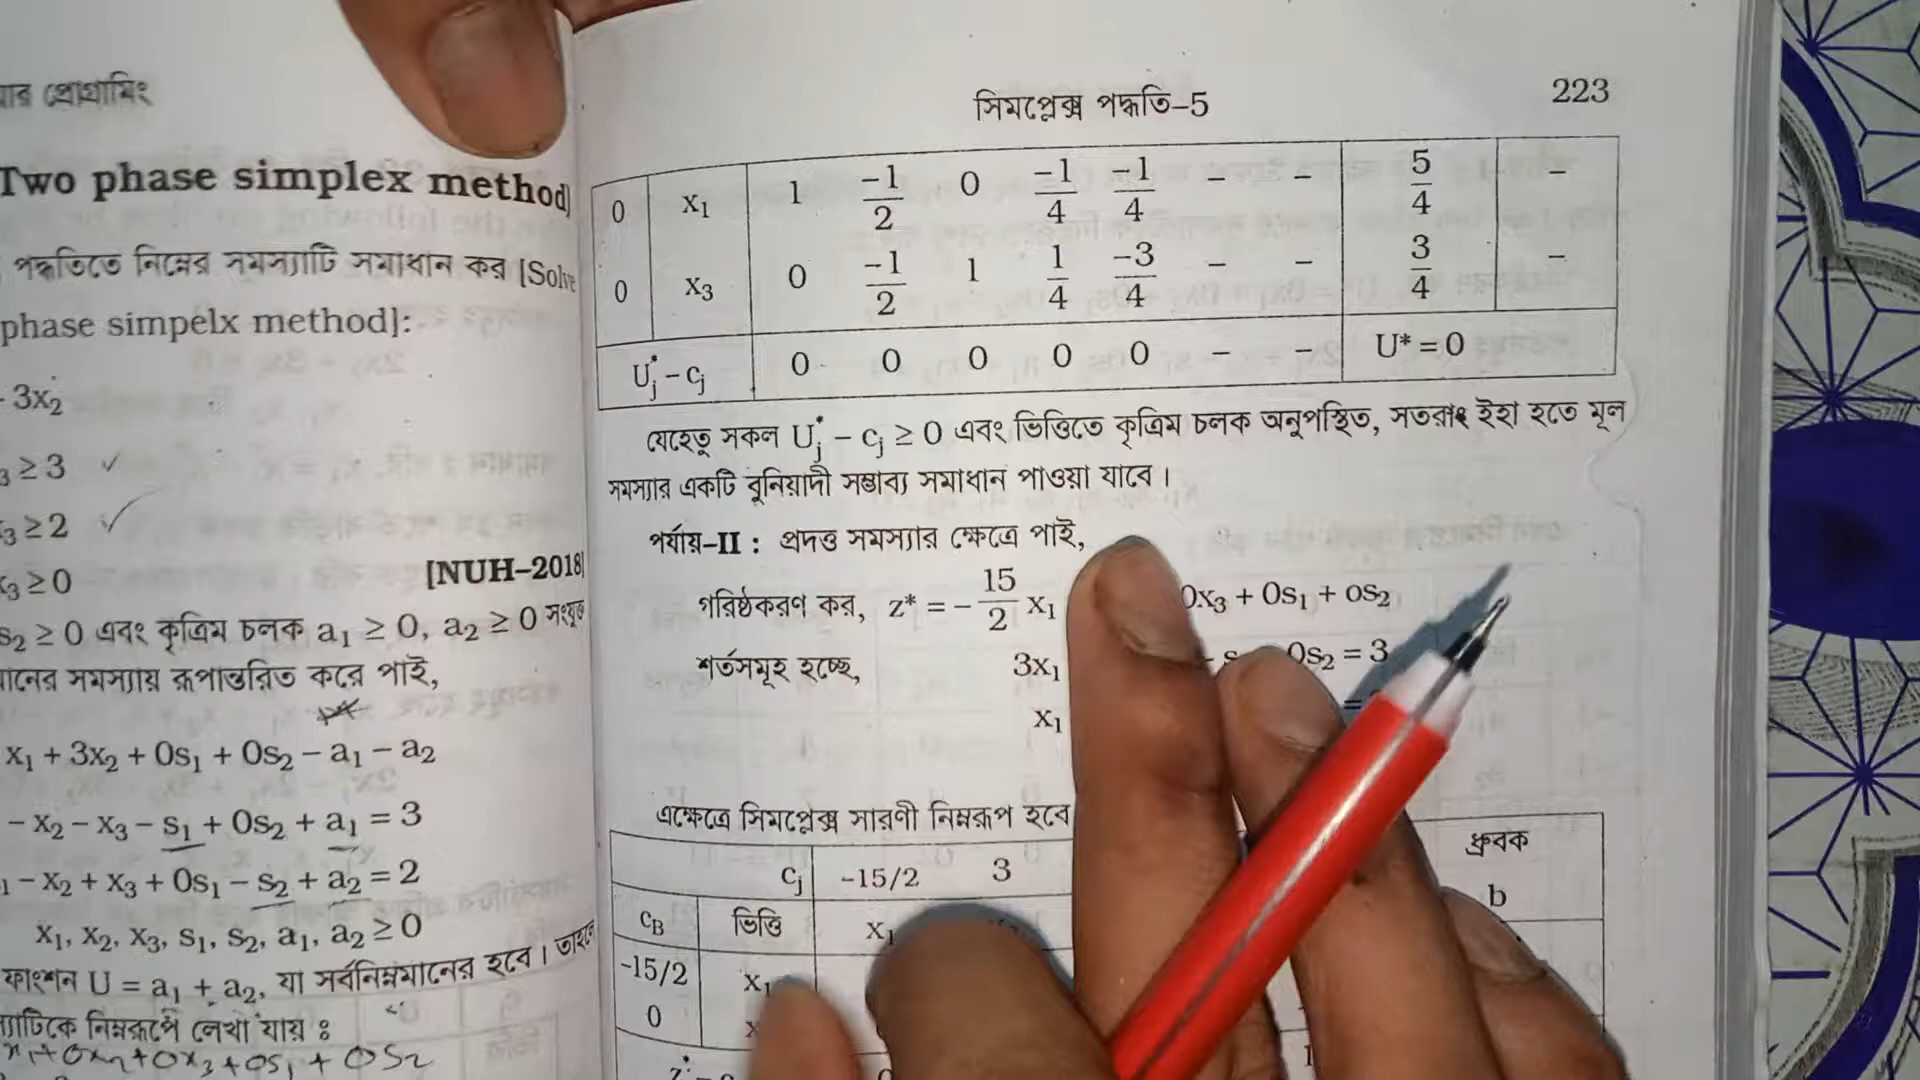 যার প্রোগ্রামিং
Two phase simplex method]
পদ্ধতিতে নিম্নের সমস্যাটি সমাধান কর [Solve
phase simpelx method]:
- 3x₂
₃ ≥ 3 ✓
₃ ≥ 2 ✓
x₃ ≥ 0
[NUH–2018]
s₂ ≥ 0 এবং কৃত্রিম চলক a₁ ≥ 0, a₂ ≥ 0 সংযুক্ত
মানের সমস্যায় রূপান্তরিত করে পাই,
x₁ + 3x₂ + 0s₁ + 0s₂ – a₁ – a₂
– x₂ – x₃ – s₁ + 0s₂ + a₁ = 3
₁ – x₂ + x₃ + 0s₁ – s₂ + a₂ = 2
x₁, x₂, x₃, s₁, s₂, a₁, a₂ ≥ 0
ফাংশন U = a₁ + a₂, যা সর্বনিম্নমানের হবে। তাহলে
নিম্নরূপে লেখা যায় ঃ
x₁+0x₂+0x₃+0s₁+0s₂
সিমপ্লেক্স পদ্ধতি–5 223
0 x₁ 1 -1/2 0 -1/4 -1/4 – – 5/4 –
0 x₃ 0 -1/2 1 1/4 -3/4 – – 3/4 –
Uⱼ* – cⱼ 0 0 0 0 0 – – U* = 0
যেহেতু সকল Uⱼ* – cⱼ ≥ 0 এবং ভিত্তিতে কৃত্রিম চলক অনুপস্থিত, সতরাং ইহা হতে মূল
সমস্যার একটি বুনিয়াদী সম্ভাব্য সমাধান পাওয়া যাবে।
পর্যায়–II : প্রদত্ত সমস্যার ক্ষেত্রে পাই,
গরিষ্ঠকরণ কর, z* = – 15/2 x₁ 0x₃ + 0s₁ + os₂
শর্তসমূহ হচ্ছে, 3x₁ 0s₂ = 3
x₁ =
এক্ষেত্রে সিমপ্লেক্স সারণী নিম্নরূপ হবে
cⱼ -15/2 3 ধ্রুবক
c_B ভিত্তি x₁ b
-15/2 x₁
0 x